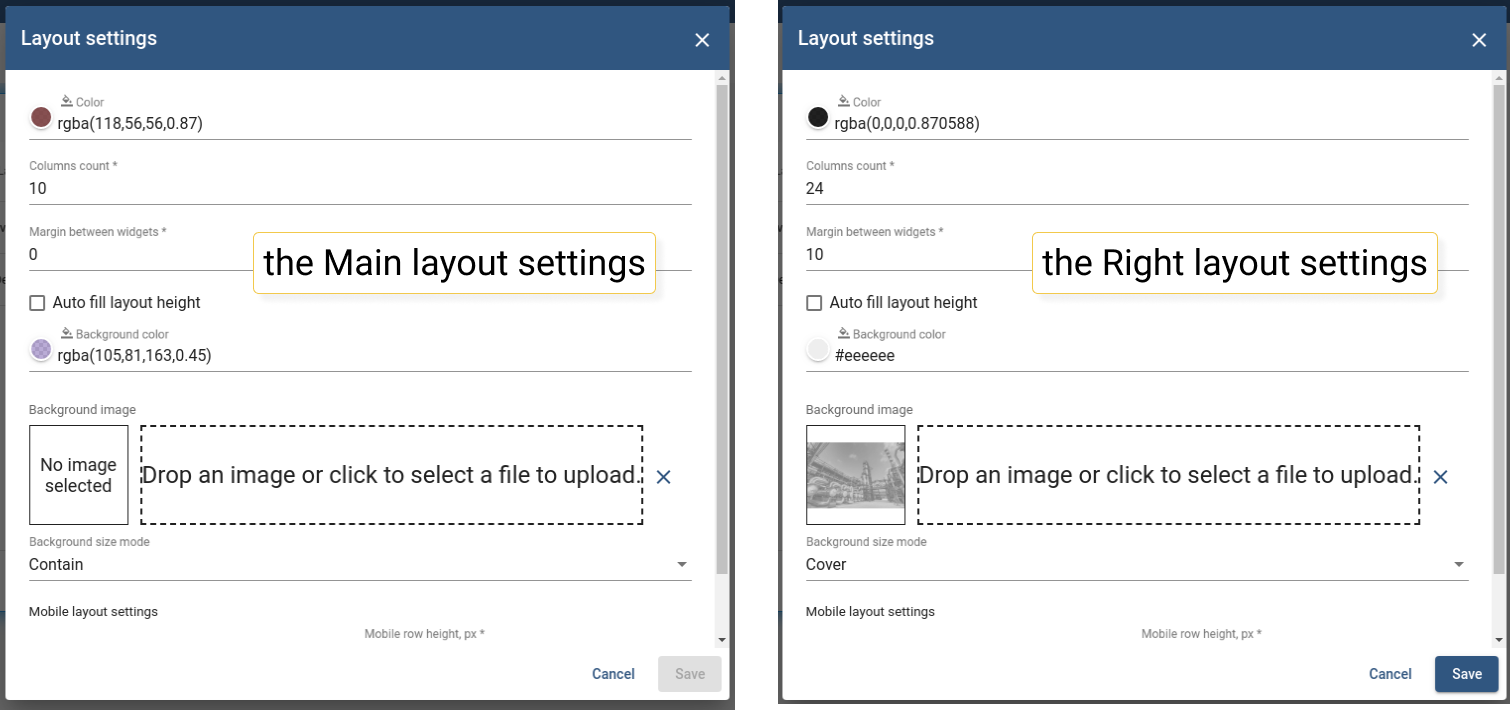 Layout settings
Color
rgba(118,56,56,0.87)
Columns count *
10
Margin between widgets *
0
the Main layout settings
Auto fill layout height
Background color
rgba(105,81,163,0.45)
Background image
No image
selected
Drop an image or click to select a file to upload.
Background size mode
Contain
Mobile layout settings
Mobile row height, px *
Cancel
Save
Layout settings
Color
rgba(0,0,0,0.870588)
Columns count *
24
Margin between widgets *
10
the Right layout settings
Auto fill layout height
Background color
#eeeeee
Background image
Drop an image or click to select a file to upload.
Background size mode
Cover
Mobile layout settings
Mobile row height, px *
Cancel
Save